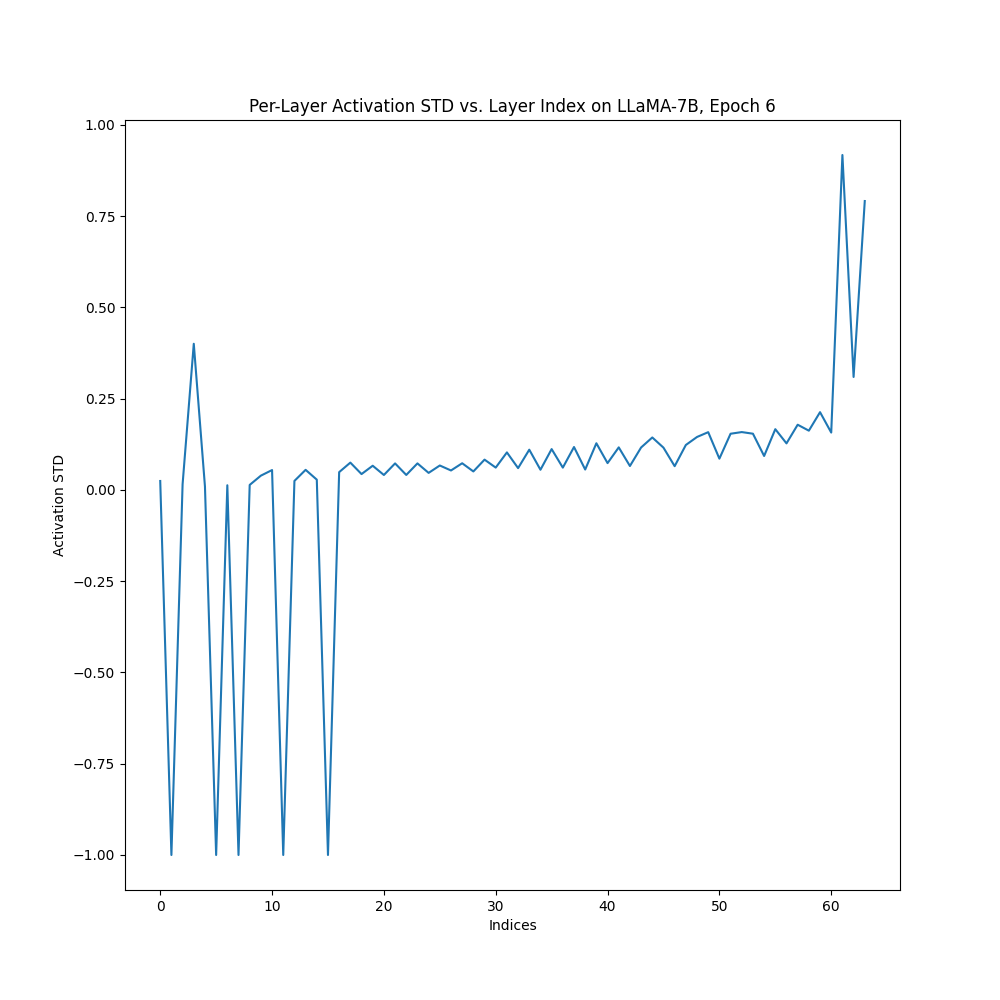 Per-Layer Activation STD vs. Layer Index on LLaMA-7B, Epoch 6
1.00
0.75
0.50
0.25
0.00
−0.25
−0.50
−0.75
−1.00
Activation STD
0 10 20 30 40 50 60
Indices